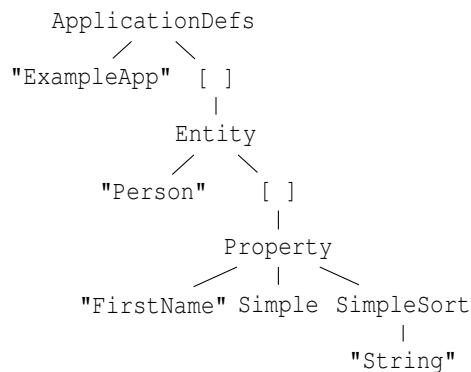 ApplicationDefs
"ExampleApp" [ ]
Entity
"Person" [ ]
Property
"FirstName" Simple SimpleSort
"String"